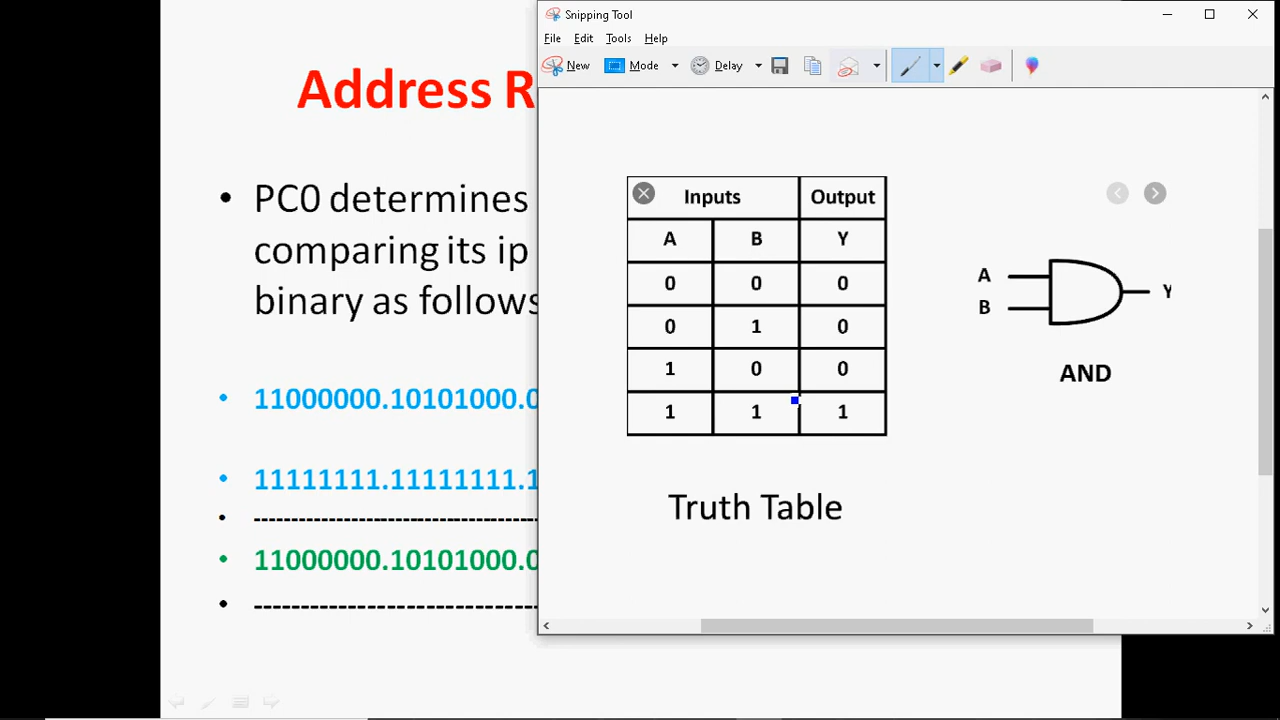 Address R
• PC0 determines
comparing its ip
binary as follows
• 11000000.10101000.0
• 11111111.11111111.1
• ------------------------------------
• 11000000.10101000.0
• ------------------------------
Snipping Tool
File Edit Tools Help
New Mode Delay
Inputs Output
A B Y
0 0 0
0 1 0
1 0 0
1 1 1
Truth Table
A
B
Y
AND